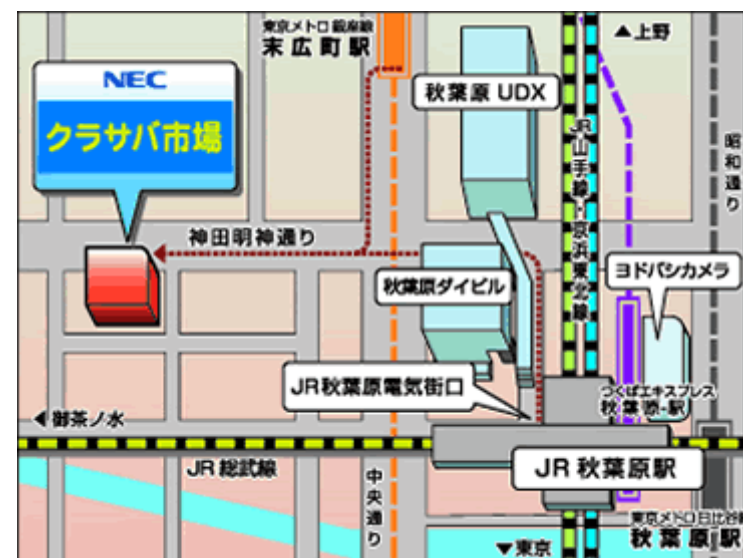 東京メトロ 銀座線
末広町駅
▲上野
NEC
クラサバ市場
秋葉原 UDX
JR山手線・京浜東北線
昭和通り
神田明神通り
ヨドバシカメラ
秋葉原ダイビル
JR秋葉原電気街口
つくばエキスプレス
秋葉原駅
◀御茶ノ水
JR 総武線
JR 秋葉原駅
中央通り
東京メトロ日比谷線
秋葉原駅
▼東京